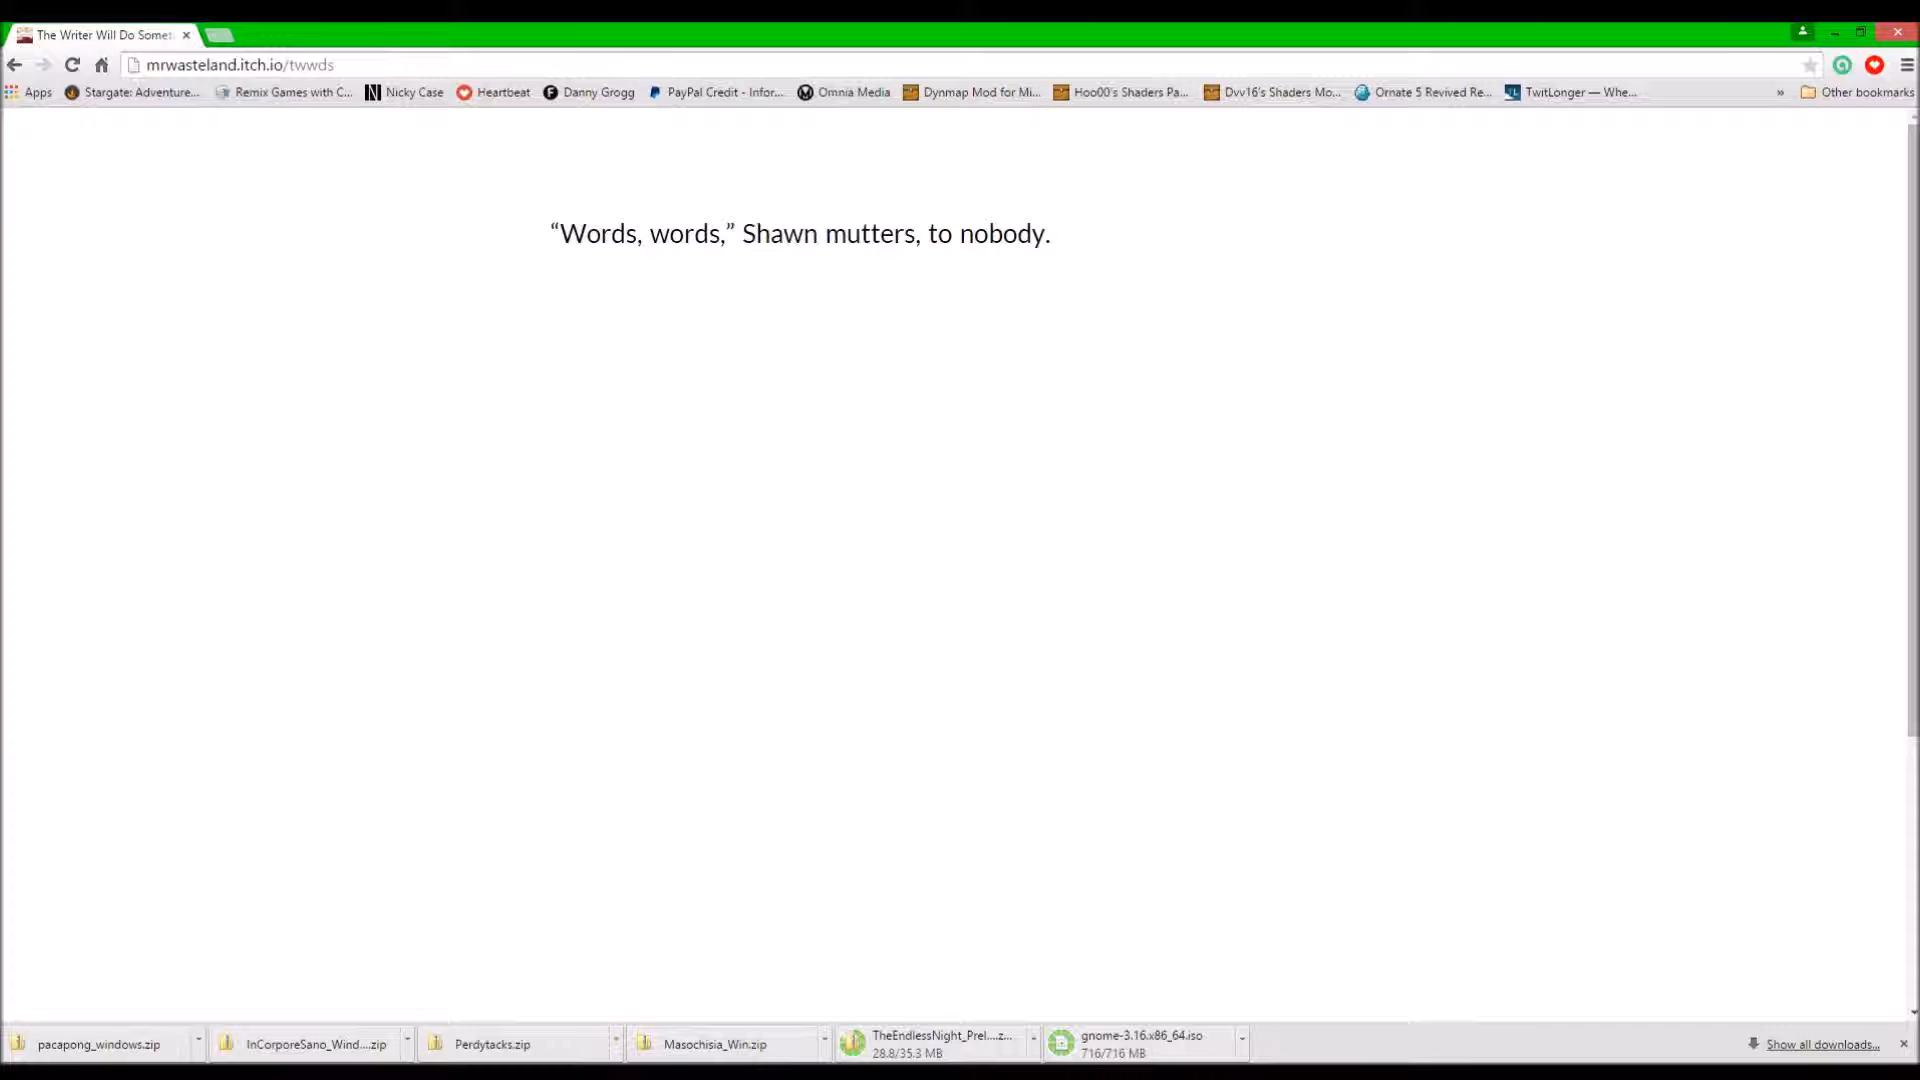 The Writer Will Do Somet
mrwasteland.itch.io/twwds
Apps Stargate: Adventure... Remix Games with C... Nicky Case Heartbeat Danny Grogg PayPal Credit - Infor... Omnia Media Dynmap Mod for Mi... Hoo00's Shaders Pa... Dvv16's Shaders Mo... Ornate 5 Revived Re... TwitLonger — Whe... » Other bookmarks
“Words, words,” Shawn mutters, to nobody.
pacapong_windows.zip InCorporeSano_Wind....zip Perdytacks.zip Masochisia_Win.zip TheEndlessNight_Prel....z... gnome-3.16.x86_64.iso Show all downloads...
28.8/35.3 MB 716/716 MB